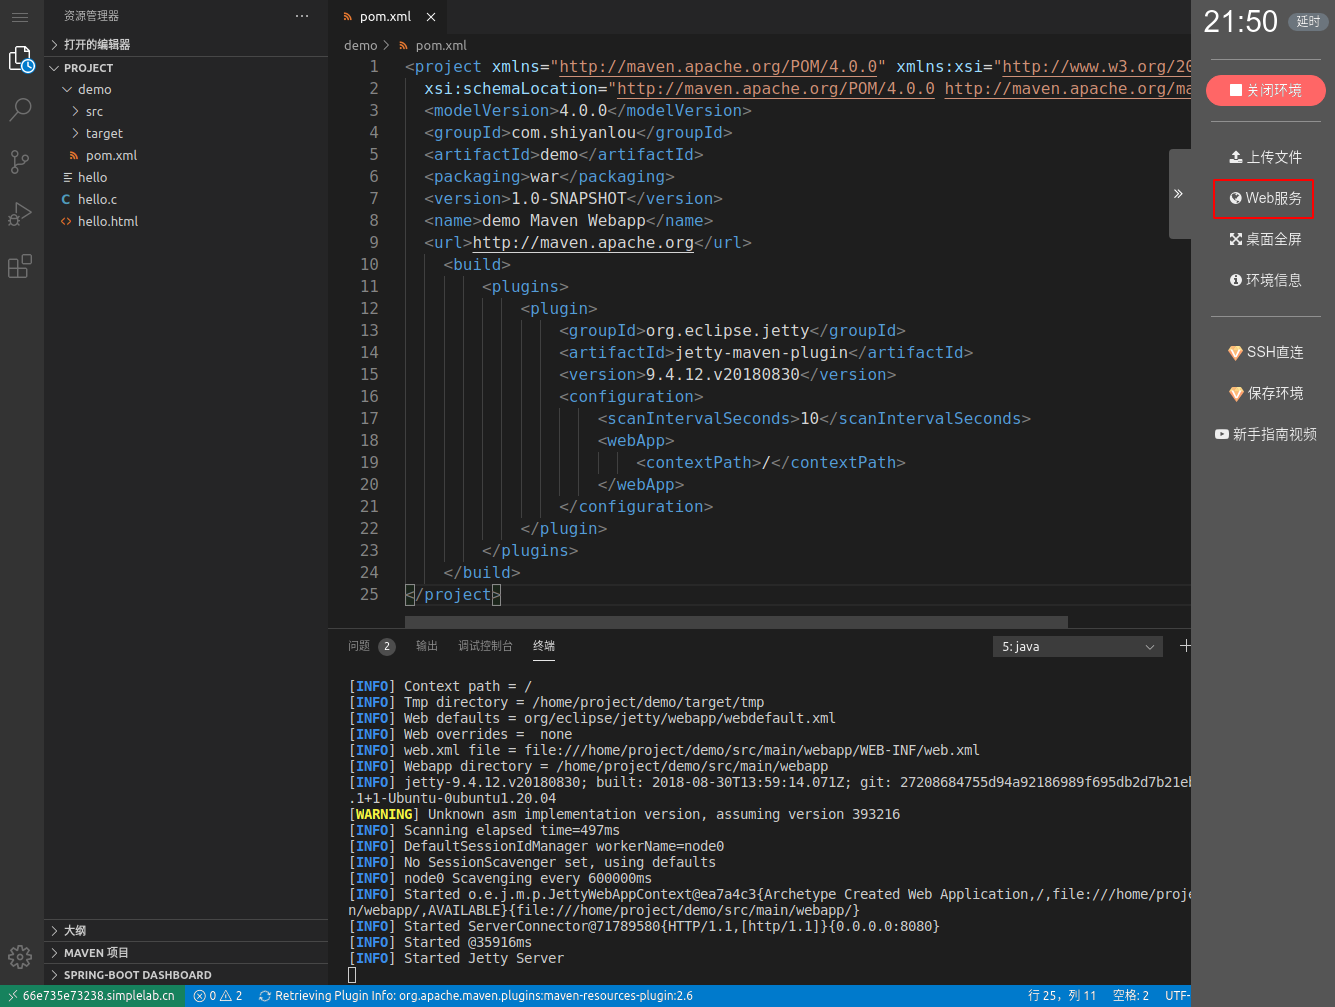 资源管理器
打开的编辑器
PROJECT
demo
src
target
pom.xml
hello
C hello.c
hello.html
大纲
MAVEN 项目
SPRING-BOOT DASHBOARD
pom.xml
demo > pom.xml
1 <project xmlns="http://maven.apache.org/POM/4.0.0" xmlns:xsi="http://www.w3.org/20
2 xsi:schemaLocation="http://maven.apache.org/POM/4.0.0 http://maven.apache.org/ma
3 <modelVersion>4.0.0</modelVersion>
4 <groupId>com.shiyanlou</groupId>
5 <artifactId>demo</artifactId>
6 <packaging>war</packaging>
7 <version>1.0-SNAPSHOT</version>
8 <name>demo Maven Webapp</name>
9 <url>http://maven.apache.org</url>
10 <build>
11 <plugins>
12 <plugin>
13 <groupId>org.eclipse.jetty</groupId>
14 <artifactId>jetty-maven-plugin</artifactId>
15 <version>9.4.12.v20180830</version>
16 <configuration>
17 <scanIntervalSeconds>10</scanIntervalSeconds>
18 <webApp>
19 <contextPath>/</contextPath>
20 </webApp>
21 </configuration>
22 </plugin>
23 </plugins>
24 </build>
25 </project>
问题 2 输出 调试控制台 终端 5: java
[INFO] Context path = /
[INFO] Tmp directory = /home/project/demo/target/tmp
[INFO] Web defaults = org/eclipse/jetty/webapp/webdefault.xml
[INFO] Web overrides =  none
[INFO] web.xml file = file:///home/project/demo/src/main/webapp/WEB-INF/web.xml
[INFO] Webapp directory = /home/project/demo/src/main/webapp
[INFO] jetty-9.4.12.v20180830; built: 2018-08-30T13:59:14.071Z; git: 27208684755d94a92186989f695db2d7b21eb
.1+1-Ubuntu-0ubuntu1.20.04
[WARNING] Unknown asm implementation version, assuming version 393216
[INFO] Scanning elapsed time=497ms
[INFO] DefaultSessionIdManager workerName=node0
[INFO] No SessionScavenger set, using defaults
[INFO] node0 Scavenging every 600000ms
[INFO] Started o.e.j.m.p.JettyWebAppContext@ea7a4c3{Archetype Created Web Application,/,file:///home/proje
n/webapp/,AVAILABLE}{file:///home/project/demo/src/main/webapp/}
[INFO] Started ServerConnector@71789580{HTTP/1.1,[http/1.1]}{0.0.0.0:8080}
[INFO] Started @35916ms
[INFO] Started Jetty Server
66e735e73238.simplelab.cn 0 2 Retrieving Plugin Info: org.apache.maven.plugins:maven-resources-plugin:2.6 行 25，列 11 空格: 2 UTF-
21:50 延时
关闭环境
上传文件
Web服务
桌面全屏
环境信息
SSH直连
保存环境
新手指南视频